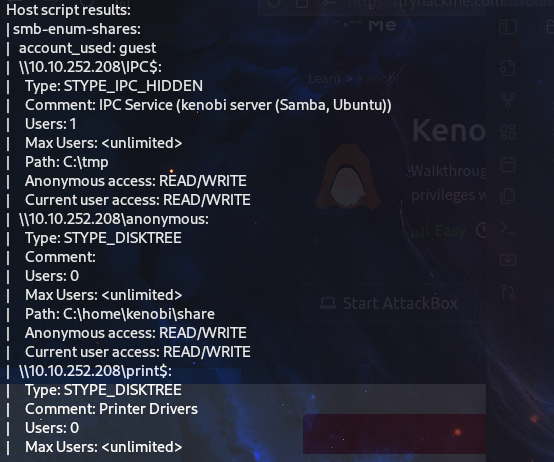 Host script results:
| smb-enum-shares:
|   account_used: guest
|   \\10.10.252.208\IPC$:
|     Type: STYPE_IPC_HIDDEN
|     Comment: IPC Service (kenobi server (Samba, Ubuntu))
|     Users: 1
|     Max Users: <unlimited>
|     Path: C:\tmp
|     Anonymous access: READ/WRITE
|     Current user access: READ/WRITE
|   \\10.10.252.208\anonymous:
|     Type: STYPE_DISKTREE
|     Comment:
|     Users: 0
|     Max Users: <unlimited>
|     Path: C:\home\kenobi\share
|     Anonymous access: READ/WRITE
|     Current user access: READ/WRITE
|   \\10.10.252.208\print$:
|     Type: STYPE_DISKTREE
|     Comment: Printer Drivers
|     Users: 0
|     Max Users: <unlimited>
Me
Learn >
Keno
Walkthrough
privileges w
Easy
Start AttackBox